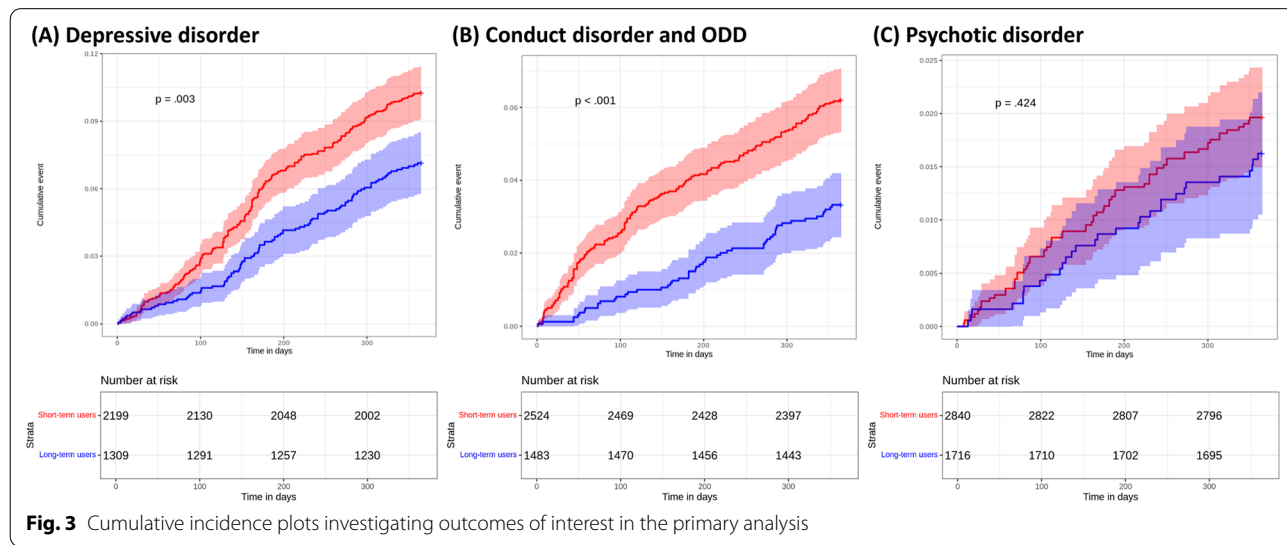 (A) Depressive disorder
0.12
0.09
0.06
0.03
0.00
Cumulative event
p = .003
0 100 200 300
Time in days
Number at risk
Strata
Short-term users 2199 2130 2048 2002
Long-term users 1309 1291 1257 1230
0 100 200 300
Time in days
(B) Conduct disorder and ODD
0.06
0.04
0.02
0.00
Cumulative event
p < .001
0 100 200 300
Time in days
Number at risk
Strata
Short-term users 2524 2469 2428 2397
Long-term users 1483 1470 1456 1443
0 100 200 300
Time in days
(C) Psychotic disorder
0.025
0.020
0.015
0.010
0.005
0.000
Cumulative event
p = .424
0 100 200 300
Time in days
Number at risk
Strata
Short-term users 2840 2822 2807 2796
Long-term users 1716 1710 1702 1695
0 100 200 300
Time in days
Fig. 3 Cumulative incidence plots investigating outcomes of interest in the primary analysis